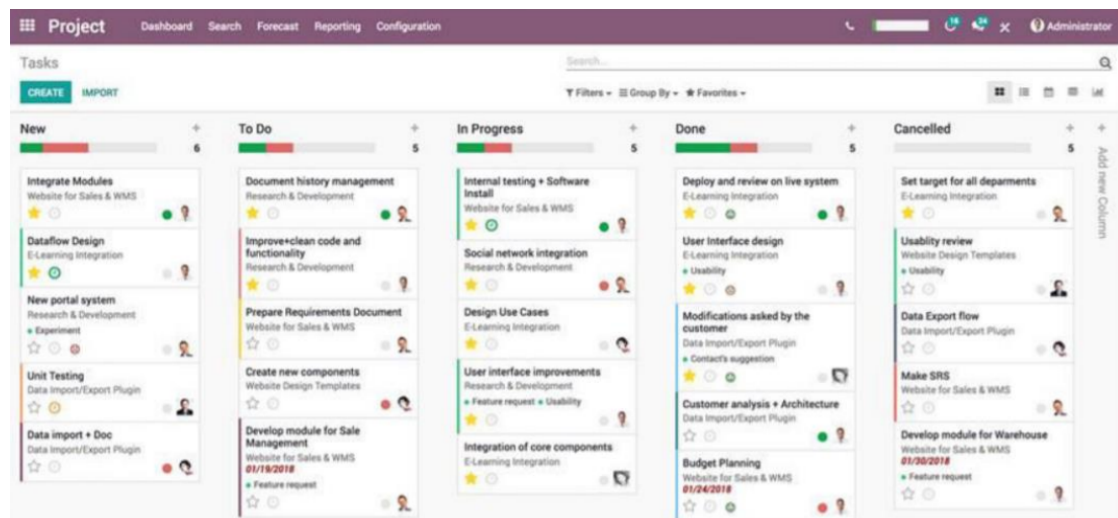 Project Dashboard Search Forecast Reporting Configuration
16 24 Administrator
Tasks
Search...
CREATE IMPORT
Filters Group By Favorites
New
6
Integrate Modules
Website for Sales & WMS
Dataflow Design
E-Learning Integration
New portal system
Research & Development
Experiment
Unit Testing
Data Import/Export Plugin
Data import + Doc
Data Import/Export Plugin
To Do
5
Document history management
Research & Development
Improve+clean code and
functionality
Research & Development
Prepare Requirements Document
Website for Sales & WMS
Create new components
Website Design Templates
Develop module for Sale
Management
Website for Sales & WMS
01/19/2018
Feature request
In Progress
5
Internal testing + Software
Install
Website for Sales & WMS
Social network integration
Research & Development
Design Use Cases
E-Learning Integration
User interface improvements
Research & Development
Feature request Usability
Integration of core components
E-Learning Integration
Done
5
Deploy and review on live system
E-Learning Integration
User Interface design
E-Learning Integration
Usability
Modifications asked by the
customer
Data Import/Export Plugin
Contact's suggestion
Customer analysis + Architecture
Data Import/Export Plugin
Budget Planning
Website for Sales & WMS
01/24/2018
Cancelled
5
Set target for all deparments
E-Learning Integration
Usablity review
Website Design Templates
Usability
Data Export flow
Data Import/Export Plugin
Make SRS
Website for Sales & WMS
Develop module for Warehouse
Website for Sales & WMS
01/30/2018
Feature request
Add new Column